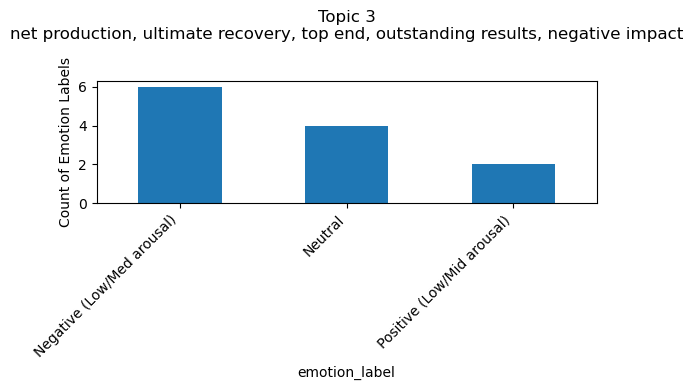 Topic 3
net production, ultimate recovery, top end, outstanding results, negative impact
Count of Emotion Labels
6
4
2
0
Negative (Low/Med arousal)
Neutral
Positive (Low/Mid arousal)
emotion_label